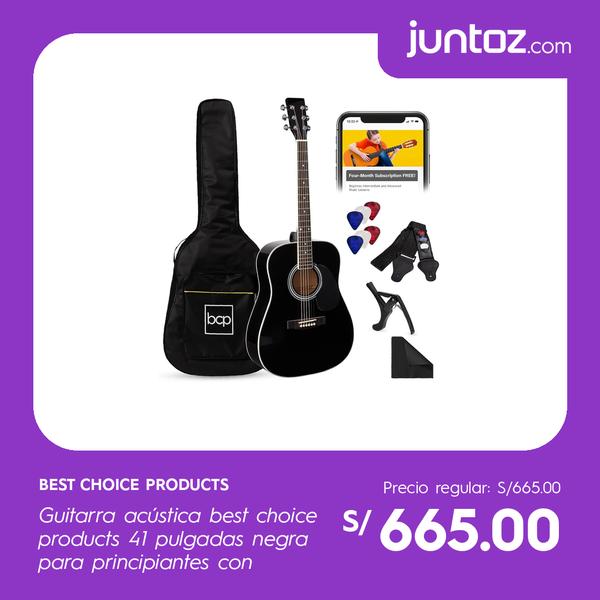 juntoz.com
Four-Month Subscription FREE!
bcp
BEST CHOICE PRODUCTS
Guitarra acústica best choice
products 41 pulgadas negra
para principiantes con
Precio regular: S/665.00
S/ 665.00